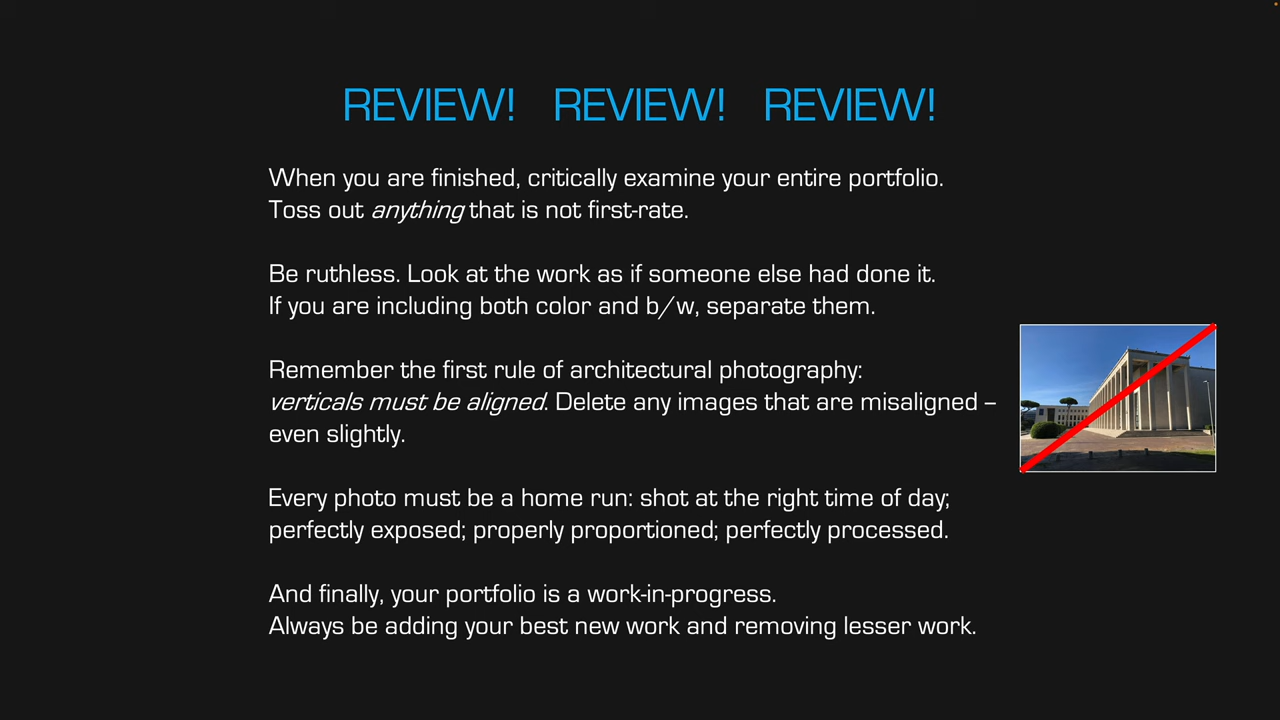 REVIEW! REVIEW! REVIEW!
When you are finished, critically examine your entire portfolio.
Toss out anything that is not first-rate.
Be ruthless. Look at the work as if someone else had done it.
If you are including both color and b/w, separate them.
Remember the first rule of architectural photography:
verticals must be aligned. Delete any images that are misaligned –
even slightly.
Every photo must be a home run: shot at the right time of day;
perfectly exposed; properly proportioned; perfectly processed.
And finally, your portfolio is a work-in-progress.
Always be adding your best new work and removing lesser work.